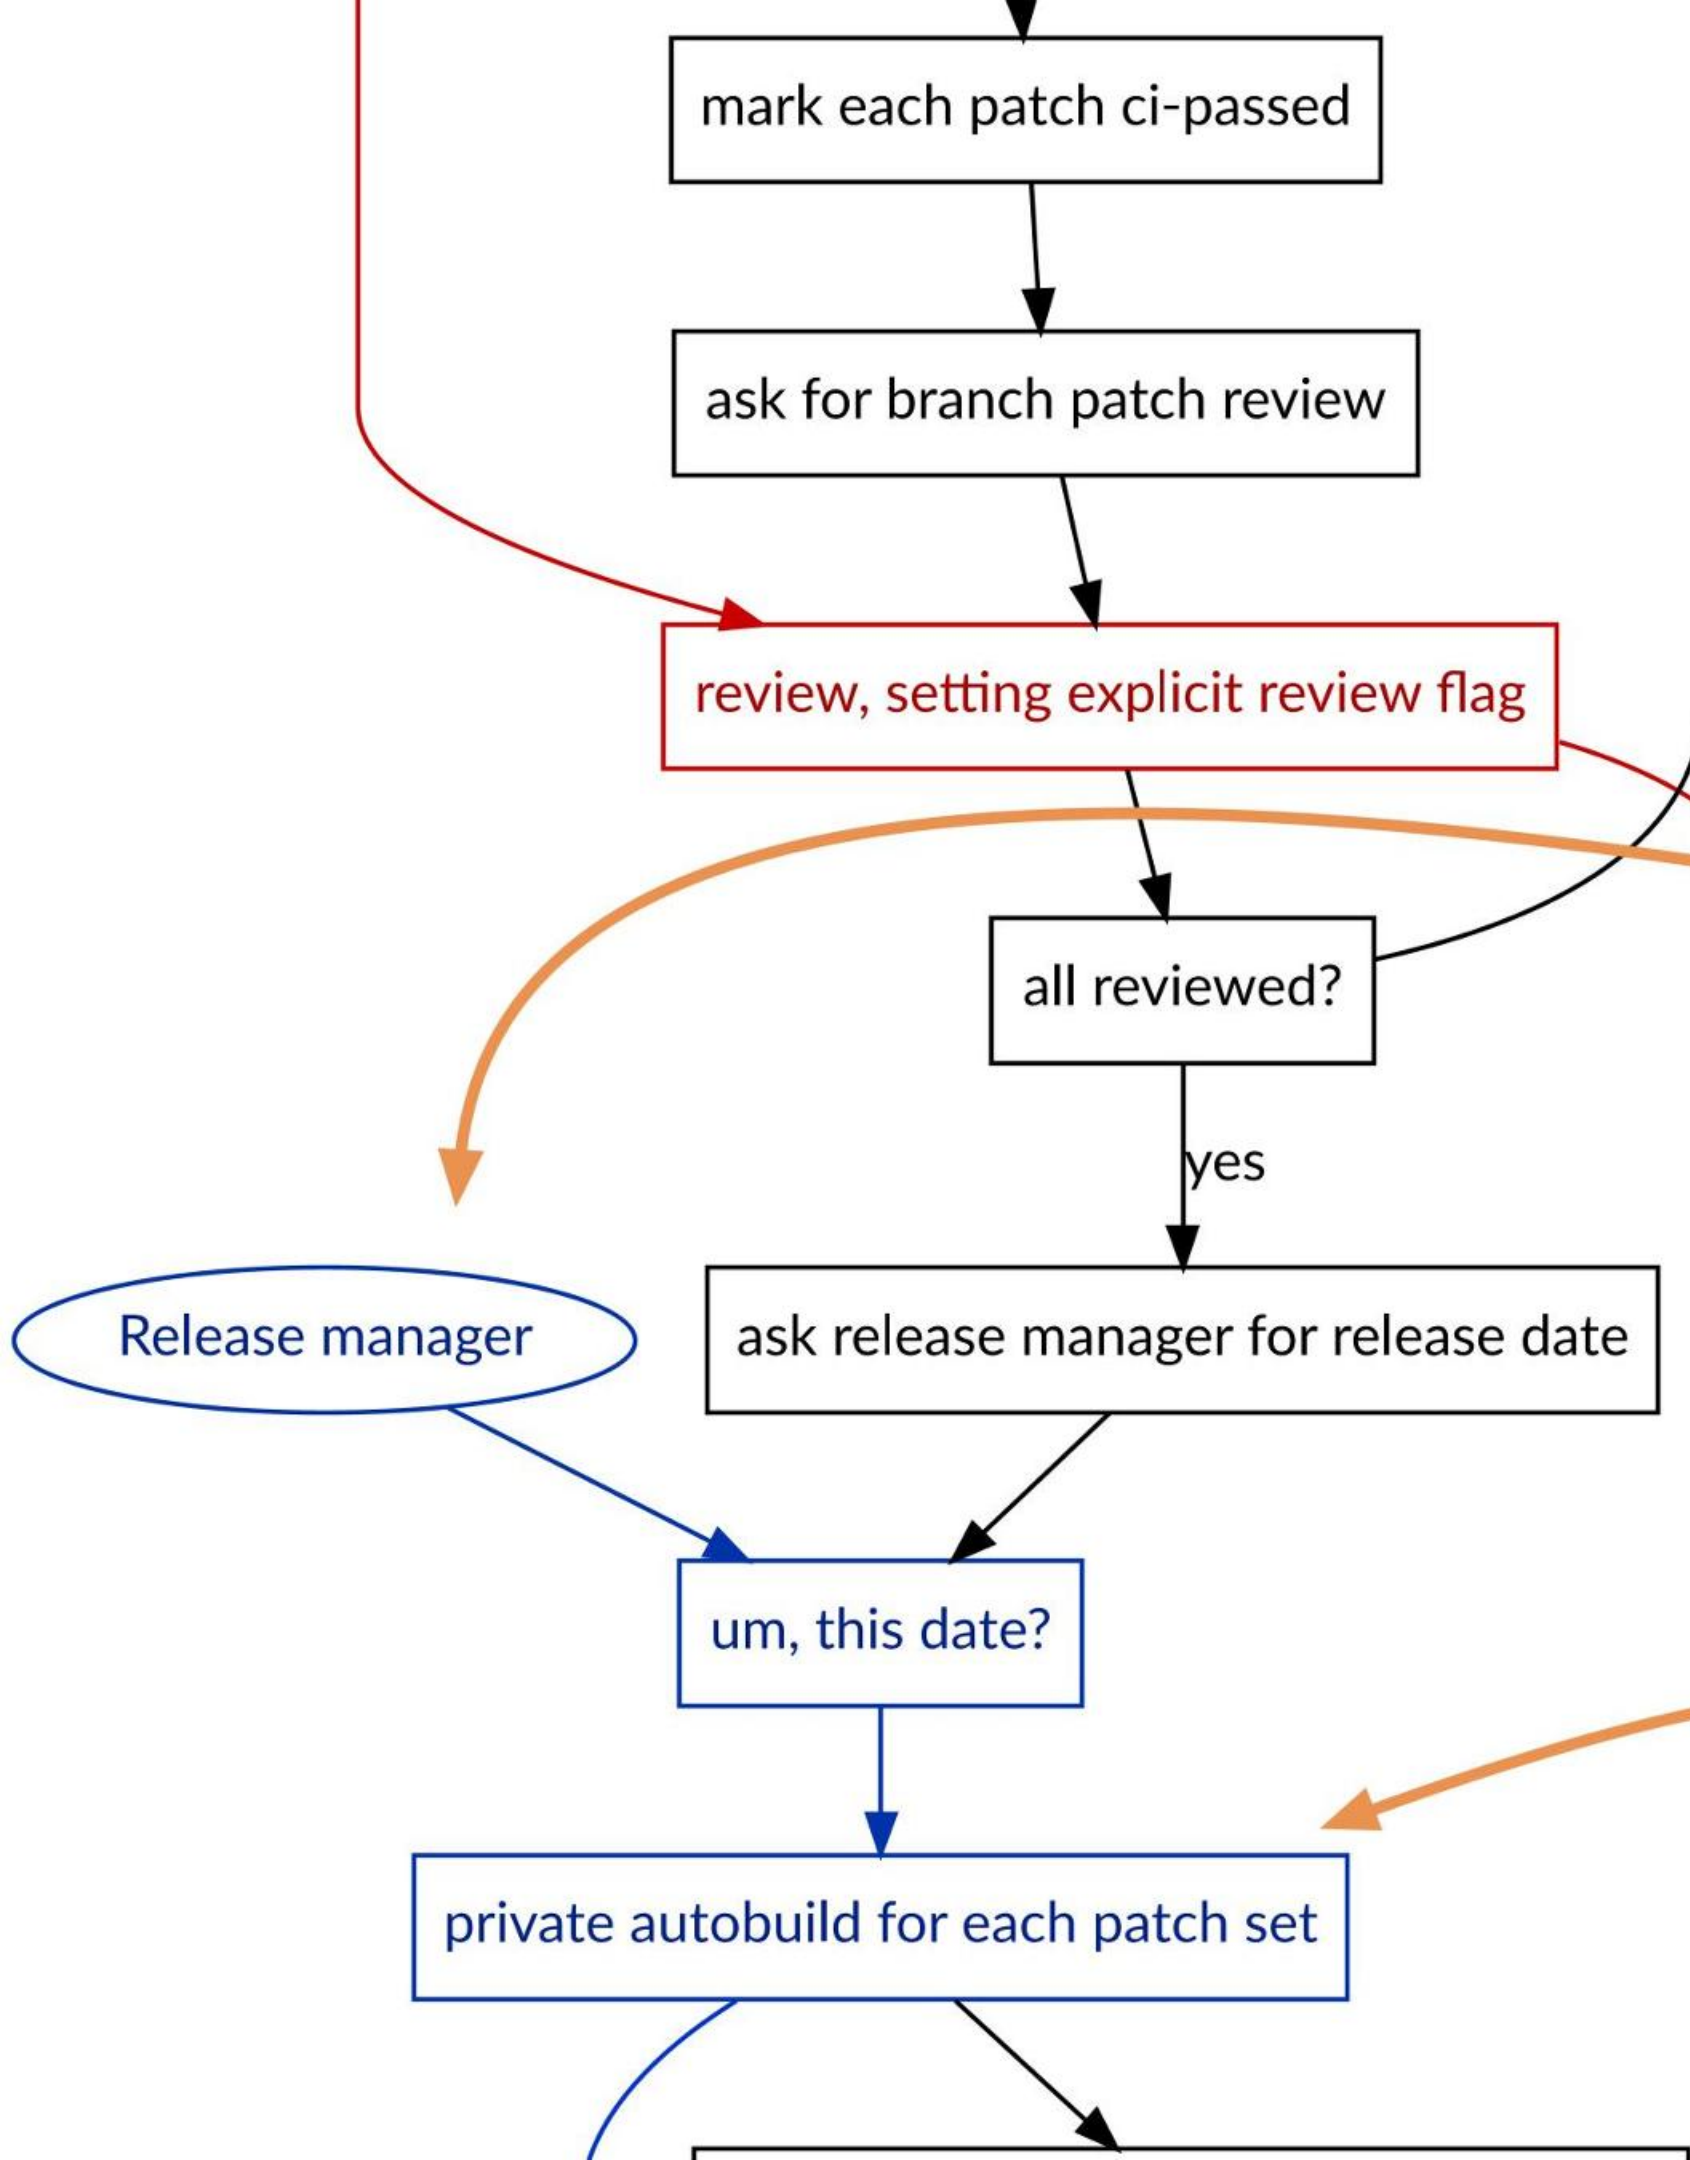 mark each patch ci-passed
ask for branch patch review
review, setting explicit review flag
all reviewed?
yes
Release manager
ask release manager for release date
um, this date?
private autobuild for each patch set